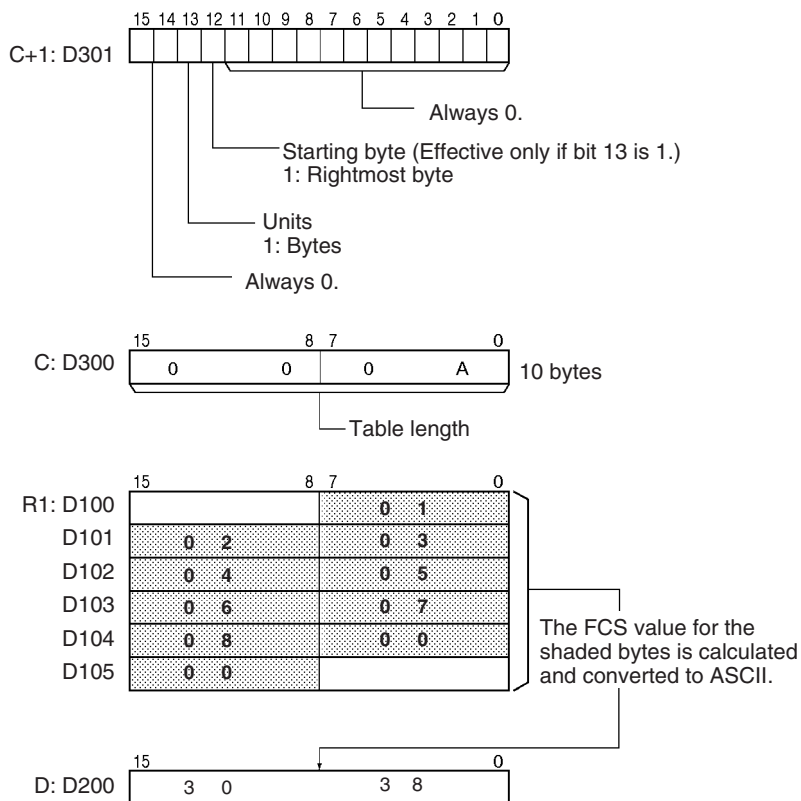 15 14 13 12 11 10 9 8 7 6 5 4 3 2 1 0
C+1: D301
Always 0.
Starting byte (Effective only if bit 13 is 1.)
1: Rightmost byte
Units
1: Bytes
Always 0.
15 8 7 0
C: D300 0 0 0 A 10 bytes
Table length
15 8 7 0
R1: D100 0 1
D101 0 2 0 3
D102 0 4 0 5
D103 0 6 0 7
D104 0 8 0 0
D105 0 0
The FCS value for the
shaded bytes is calculated
and converted to ASCII.
15 0
D: D200 3 0 3 8